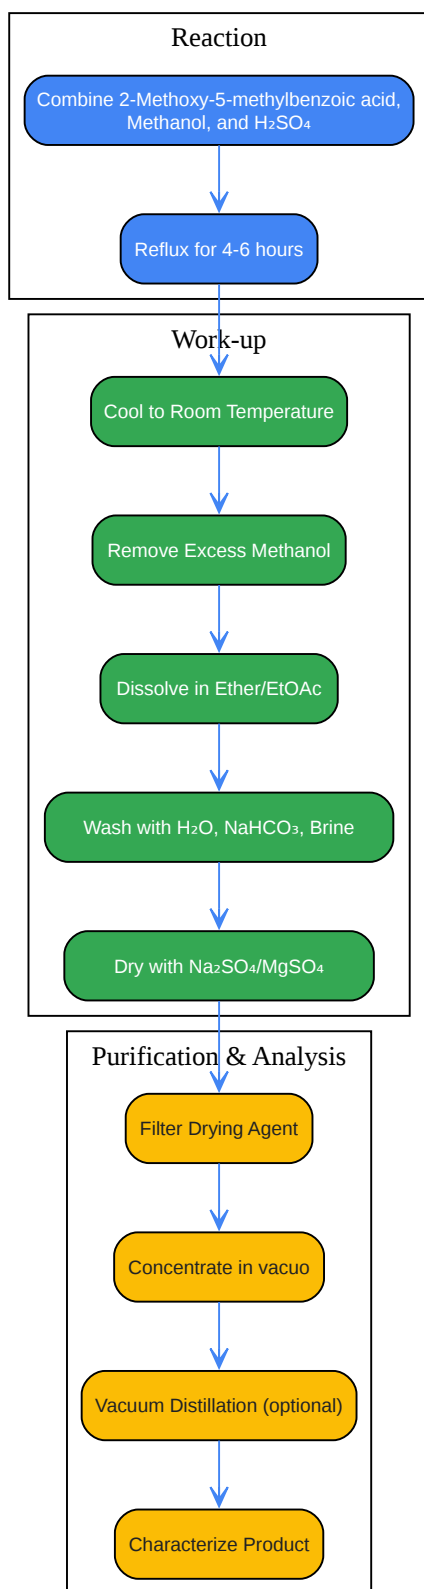 Reaction
Combine 2-Methoxy-5-methylbenzoic acid,
Methanol, and H₂SO₄
Reflux for 4-6 hours
Work-up
Cool to Room Temperature
Remove Excess Methanol
Dissolve in Ether/EtOAc
Wash with H₂O, NaHCO₃, Brine
Dry with Na₂SO₄/MgSO₄
Purification & Analysis
Filter Drying Agent
Concentrate in vacuo
Vacuum Distillation (optional)
Characterize Product